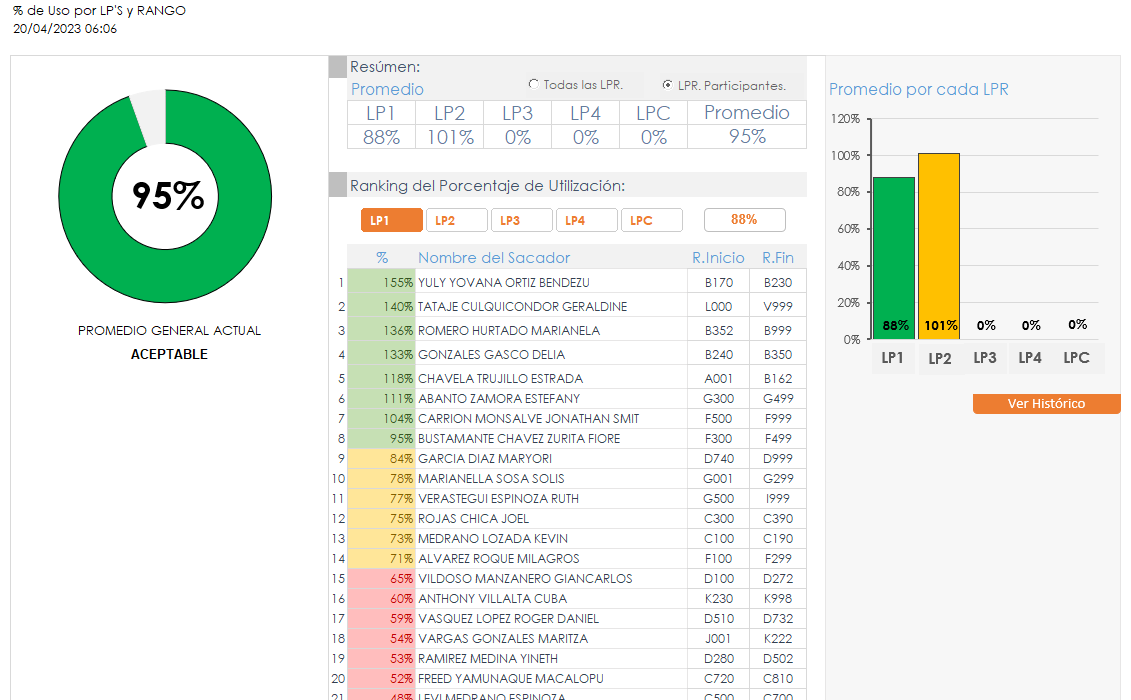 % de Uso por LP'S y RANGO
20/04/2023 06:06
95%
PROMEDIO GENERAL ACTUAL
ACEPTABLE
Resúmen:
Promedio
Todas las LPR.
LPR. Participantes.
LP1 LP2 LP3 LP4 LPC Promedio
88% 101% 0% 0% 0% 95%
Ranking del Porcentaje de Utilización:
LP1 LP2 LP3 LP4 LPC 88%
% Nombre del Sacador R.Inicio R.Fin
1 155% YULY YOVANA ORTIZ BENDEZU B170 B230
2 140% TATAJE CULQUICONDOR GERALDINE L000 V999
3 136% ROMERO HURTADO MARIANELA B352 B999
4 133% GONZALES GASCO DELIA B240 B350
5 118% CHAVELA TRUJILLO ESTRADA A001 B162
6 111% ABANTO ZAMORA ESTEFANY G300 G499
7 104% CARRION MONSALVE JONATHAN SMIT F500 F999
8 95% BUSTAMANTE CHAVEZ ZURITA FIORE F300 F499
9 84% GARCIA DIAZ MARYORI D740 D999
10 78% MARIANELLA SOSA SOLIS G001 G299
11 77% VERASTEGUI ESPINOZA RUTH G500 I999
12 75% ROJAS CHICA JOEL C300 C390
13 73% MEDRANO LOZADA KEVIN C100 C190
14 71% ALVAREZ ROQUE MILAGROS F100 F299
15 65% VILDOSO MANZANERO GIANCARLOS D100 D272
16 60% ANTHONY VILLALTA CUBA K230 K998
17 59% VASQUEZ LOPEZ ROGER DANIEL D510 D732
18 54% VARGAS GONZALES MARITZA J001 K222
19 53% RAMIREZ MEDINA YINETH D280 D502
20 52% FREED YAMUNAQUE MACALOPU C720 C810
21 48% LEVI MEDRANO ESPINOZA C500 C700
Promedio por cada LPR
120%
100%
80%
60%
40%
20%
0%
88% 101% 0% 0% 0%
LP1 LP2 LP3 LP4 LPC
Ver Histórico